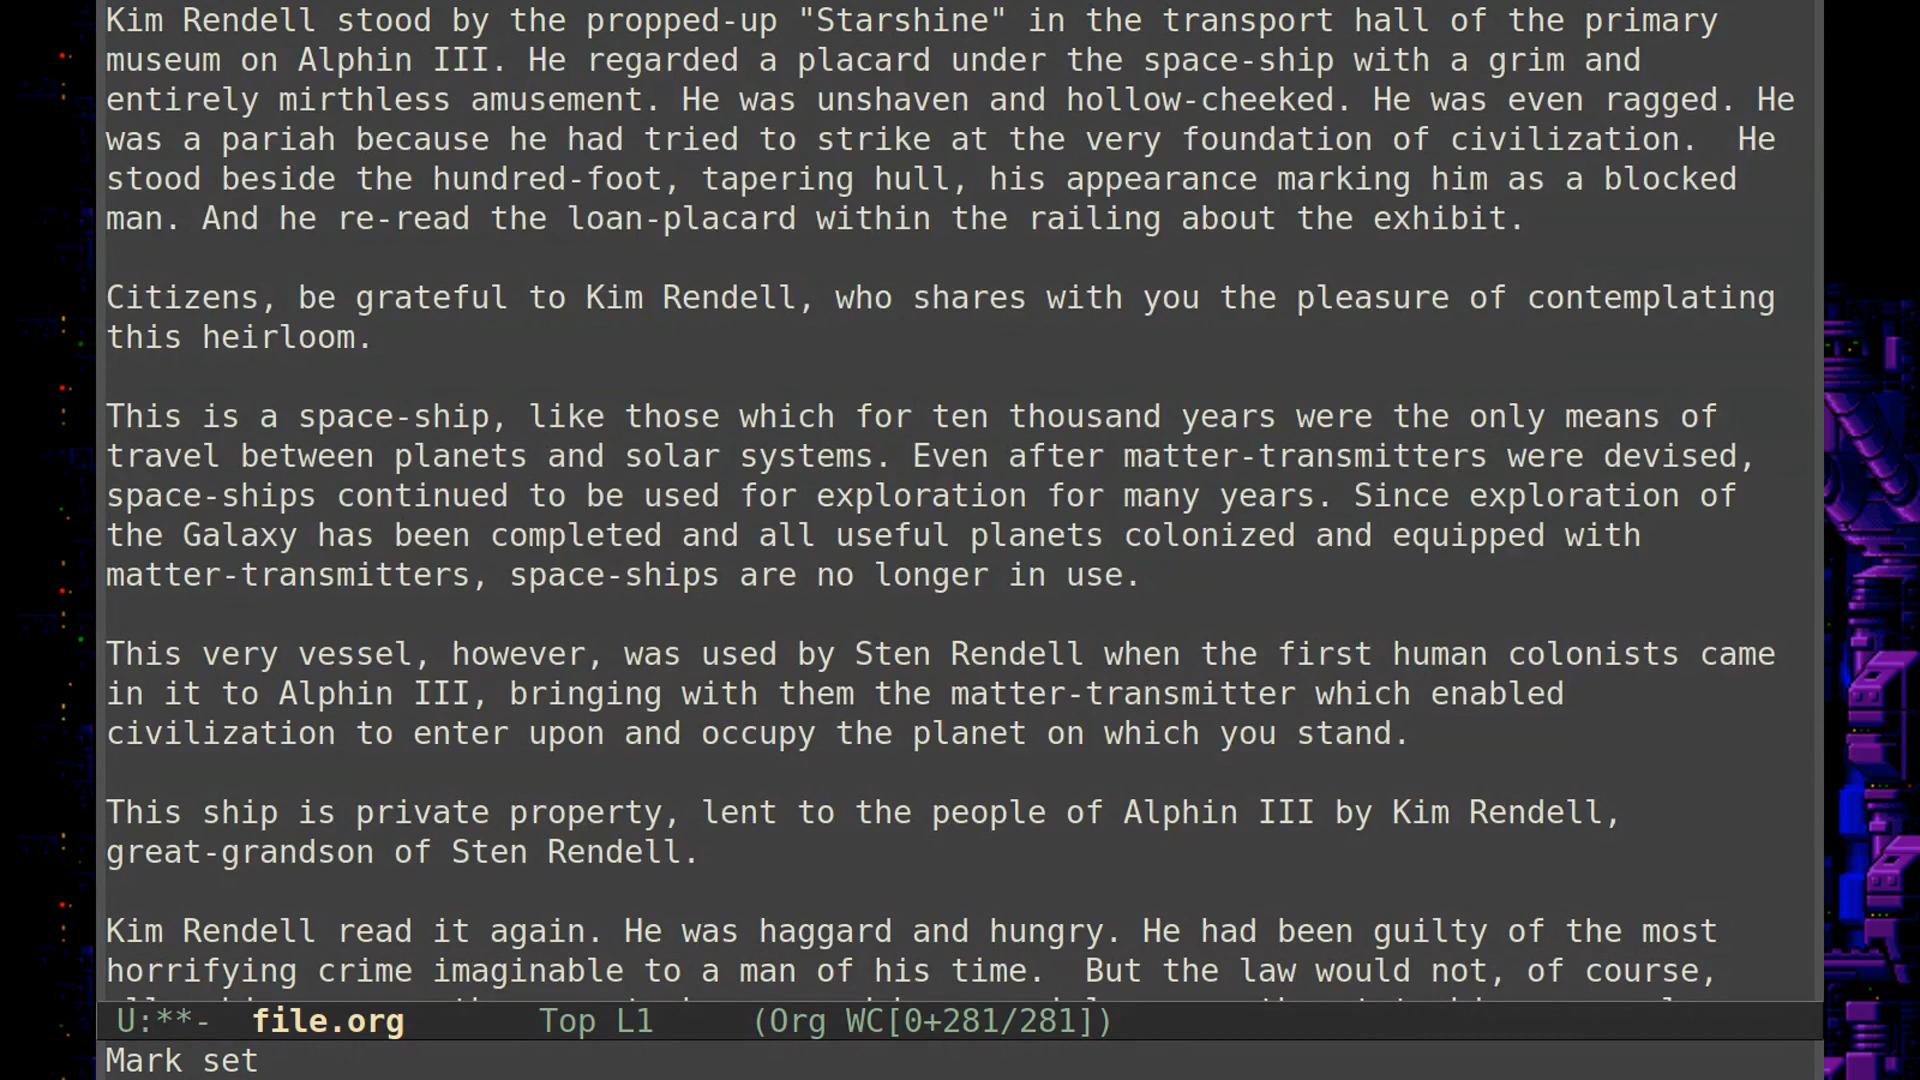 Kim Rendell stood by the propped-up "Starshine" in the transport hall of the primary
museum on Alphin III. He regarded a placard under the space-ship with a grim and
entirely mirthless amusement. He was unshaven and hollow-cheeked. He was even ragged. He
was a pariah because he had tried to strike at the very foundation of civilization.  He
stood beside the hundred-foot, tapering hull, his appearance marking him as a blocked
man. And he re-read the loan-placard within the railing about the exhibit.
Citizens, be grateful to Kim Rendell, who shares with you the pleasure of contemplating
this heirloom.
This is a space-ship, like those which for ten thousand years were the only means of
travel between planets and solar systems. Even after matter-transmitters were devised,
space-ships continued to be used for exploration for many years. Since exploration of
the Galaxy has been completed and all useful planets colonized and equipped with
matter-transmitters, space-ships are no longer in use.
This very vessel, however, was used by Sten Rendell when the first human colonists came
in it to Alphin III, bringing with them the matter-transmitter which enabled
civilization to enter upon and occupy the planet on which you stand.
This ship is private property, lent to the people of Alphin III by Kim Rendell,
great-grandson of Sten Rendell.
Kim Rendell read it again. He was haggard and hungry. He had been guilty of the most
horrifying crime imaginable to a man of his time.  But the law would not, of course,
U:**-  file.org       Top L1     (Org WC[0+281/281])
Mark set